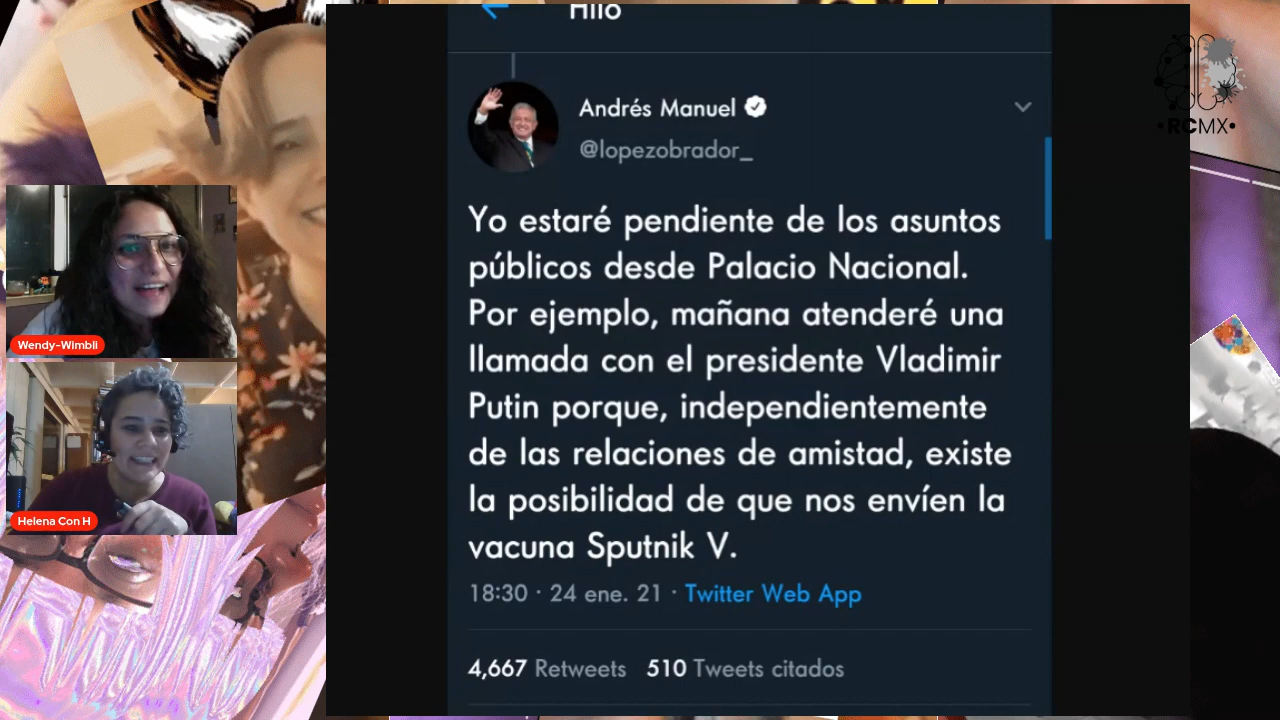 Hilo
Andrés Manuel
@lopezobrador_
Yo estaré pendiente de los asuntos
públicos desde Palacio Nacional.
Por ejemplo, mañana atenderé una
llamada con el presidente Vladimir
Putin porque, independientemente
de las relaciones de amistad, existe
la posibilidad de que nos envíen la
vacuna Sputnik V.
18:30 · 24 ene. 21 · Twitter Web App
4,667 Retweets 510 Tweets citados
Wendy-Wimbli
Helena Con H
•RCMX•